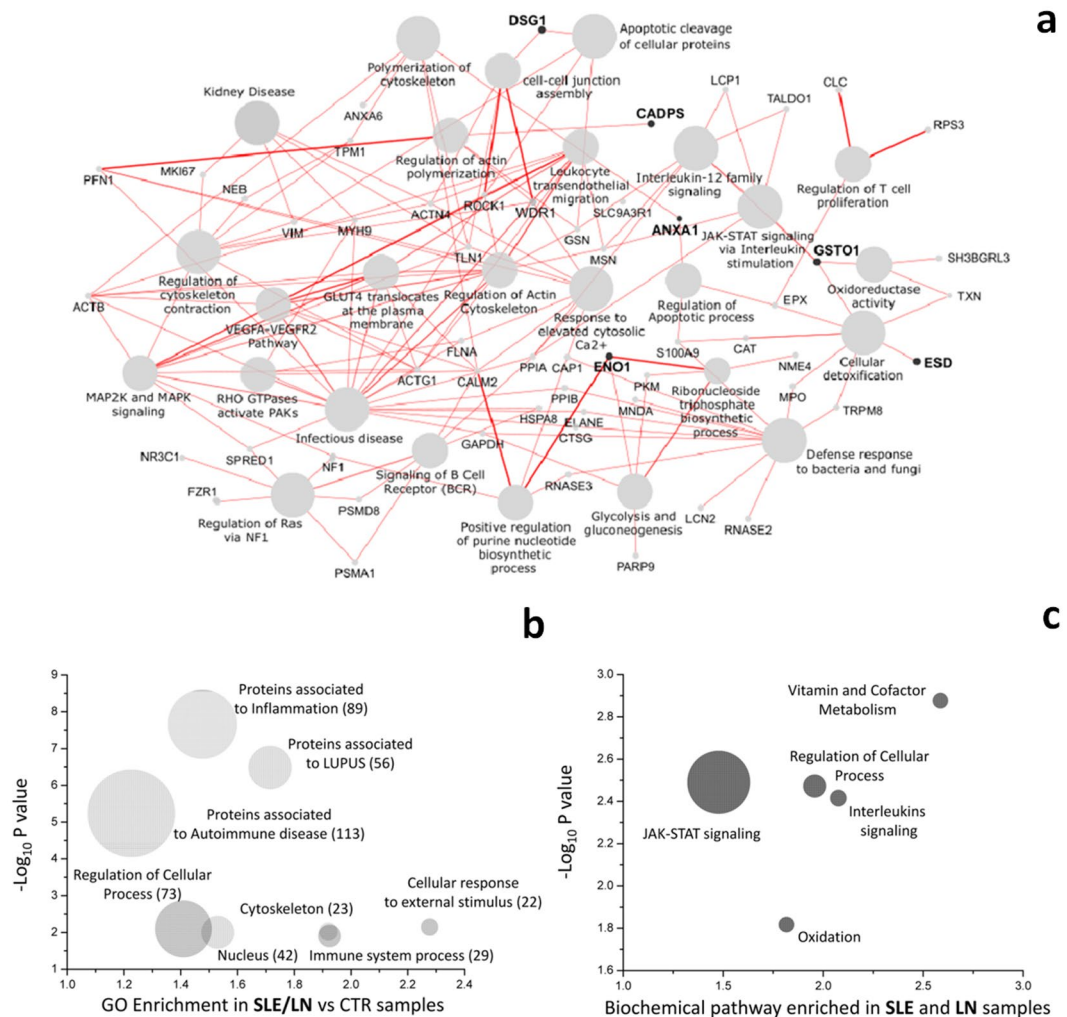 a
DSG1
Apoptotic cleavage
of cellular proteins
Polymerization of
cytoskeleton
cell-cell junction
assembly
LCP1
CLC
Kidney Disease
TALDO1
ANXA6
CADPS
RPS3
TPM1
Regulation of actin
polymerization
Leukocyte
transendothelial
migration
Interleukin-12 family
signaling
Regulation of T cell
proliferation
PFN1
MKI67
NEB
ACTN4
ROCK1
WDR1
SLC9A3R1
VIM
MYH9
GSN
ANXA1
JAK-STAT signaling
via Interleukin
stimulation
GSTO1
TLN1
MSN
SH3BGRL3
Regulation of
cytoskeleton
contraction
GLUT4 translocates
at the plasma
membrane
Regulation of Actin
Cytoskeleton
Regulation of
Apoptotic process
Oxidoreductase
activity
TXN
EPX
ACTB
VEGFA-VEGFR2
Pathway
Response to
elevated cytosolic
Ca2+
FLNA
S100A9
CAT
Cellular
detoxification
ESD
PPIA
CAP1
ENO1
NME4
MAP2K and MAPK
signaling
RHO GTPases
activate PAKs
ACTG1
CALM2
PKM
Ribonucleoside
triphosphate
biosynthetic
process
MPO
PPIB
MNDA
TRPM8
HSPA8
ELANE
CTSG
Infectious disease
GAPDH
Defense response
to bacteria and fungi
NR3C1
SPRED1
NF1
Signaling of B Cell
Receptor (BCR)
RNASE3
FZR1
PSMD8
Regulation of Ras
via NF1
Positive regulation
of purine nucleotide
biosynthetic
process
Glycolysis and
gluconeogenesis
LCN2
RNASE2
PSMA1
PARP9
b
-Log10 P value
9
8
7
6
5
4
3
2
1
Proteins associated
to Inflammation (89)
Proteins associated
to LUPUS (56)
Proteins associated
to Autoimmune disease (113)
Regulation of Cellular
Process (73)
Cytoskeleton (23)
Cellular response
to external stimulus (22)
Nucleus (42)
Immune system process (29)
1.0 1.2 1.4 1.6 1.8 2.0 2.2 2.4
GO Enrichment in SLE/LN vs CTR samples
c
-Log10 P value
3.0
2.8
2.6
2.4
2.2
2.0
1.8
1.6
Vitamin and Cofactor
Metabolism
Regulation of Cellular
Process
Interleukins
signaling
JAK-STAT signaling
Oxidation
1.0 1.5 2.0 2.5 3.0
Biochemical pathway enriched in SLE and LN samples